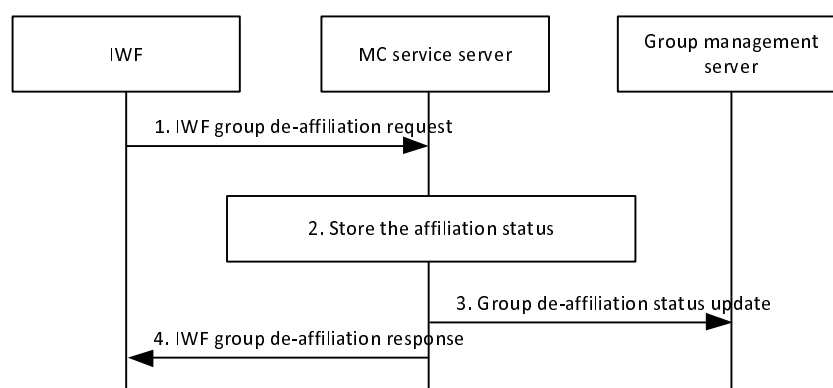 IWF
MC service server
Group management
server
1. IWF group de-affiliation request
2. Store the affiliation status
3. Group de-affiliation status update
4. IWF group de-affiliation response